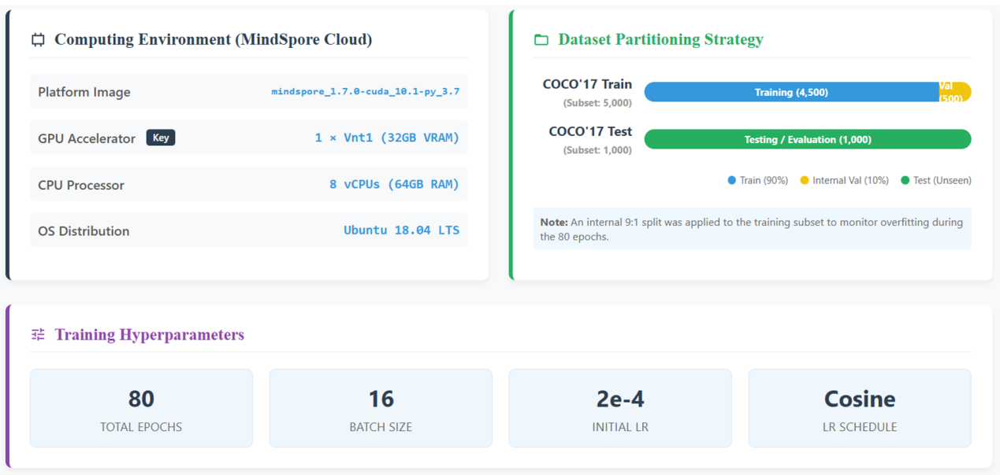 Computing Environment (MindSpore Cloud)
Platform Image
mindspore_1.7.0-cuda_10.1-py_3.7
GPU Accelerator Key
1 × Vnt1 (32GB VRAM)
CPU Processor
8 vCPUs (64GB RAM)
OS Distribution
Ubuntu 18.04 LTS
Dataset Partitioning Strategy
COCO'17 Train
(Subset: 5,000)
Training (4,500)
Val
(500)
COCO'17 Test
(Subset: 1,000)
Testing / Evaluation (1,000)
Train (90%) Internal Val (10%) Test (Unseen)
Note: An internal 9:1 split was applied to the training subset to monitor overfitting during
the 80 epochs.
Training Hyperparameters
80
TOTAL EPOCHS
16
BATCH SIZE
2e-4
INITIAL LR
Cosine
LR SCHEDULE